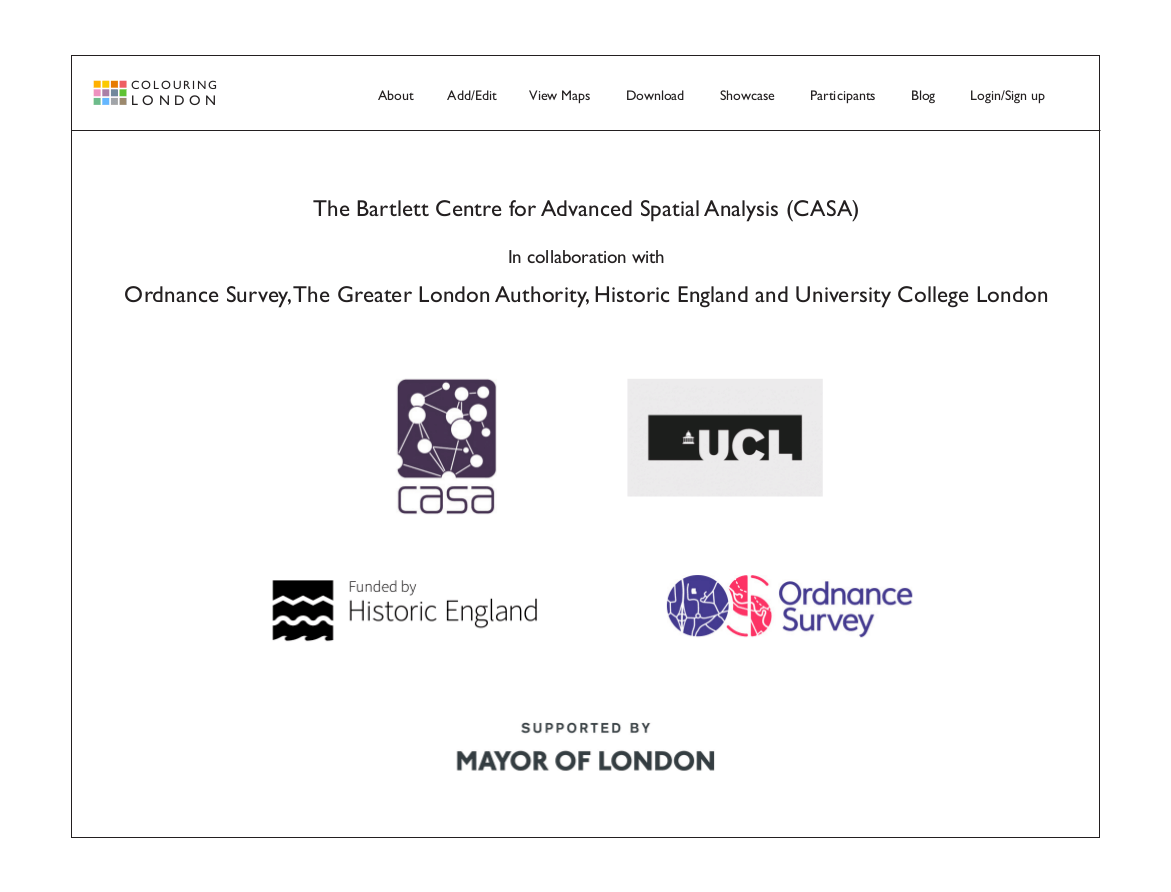 COLOURING
LONDON
About Add/Edit View Maps Download Showcase Participants Blog Login/Sign up
The Bartlett Centre for Advanced Spatial Analysis (CASA)
In collaboration with
Ordnance Survey, The Greater London Authority, Historic England and University College London
casa
UCL
Funded by
Historic England
OS Ordnance
Survey
SUPPORTED BY
MAYOR OF LONDON